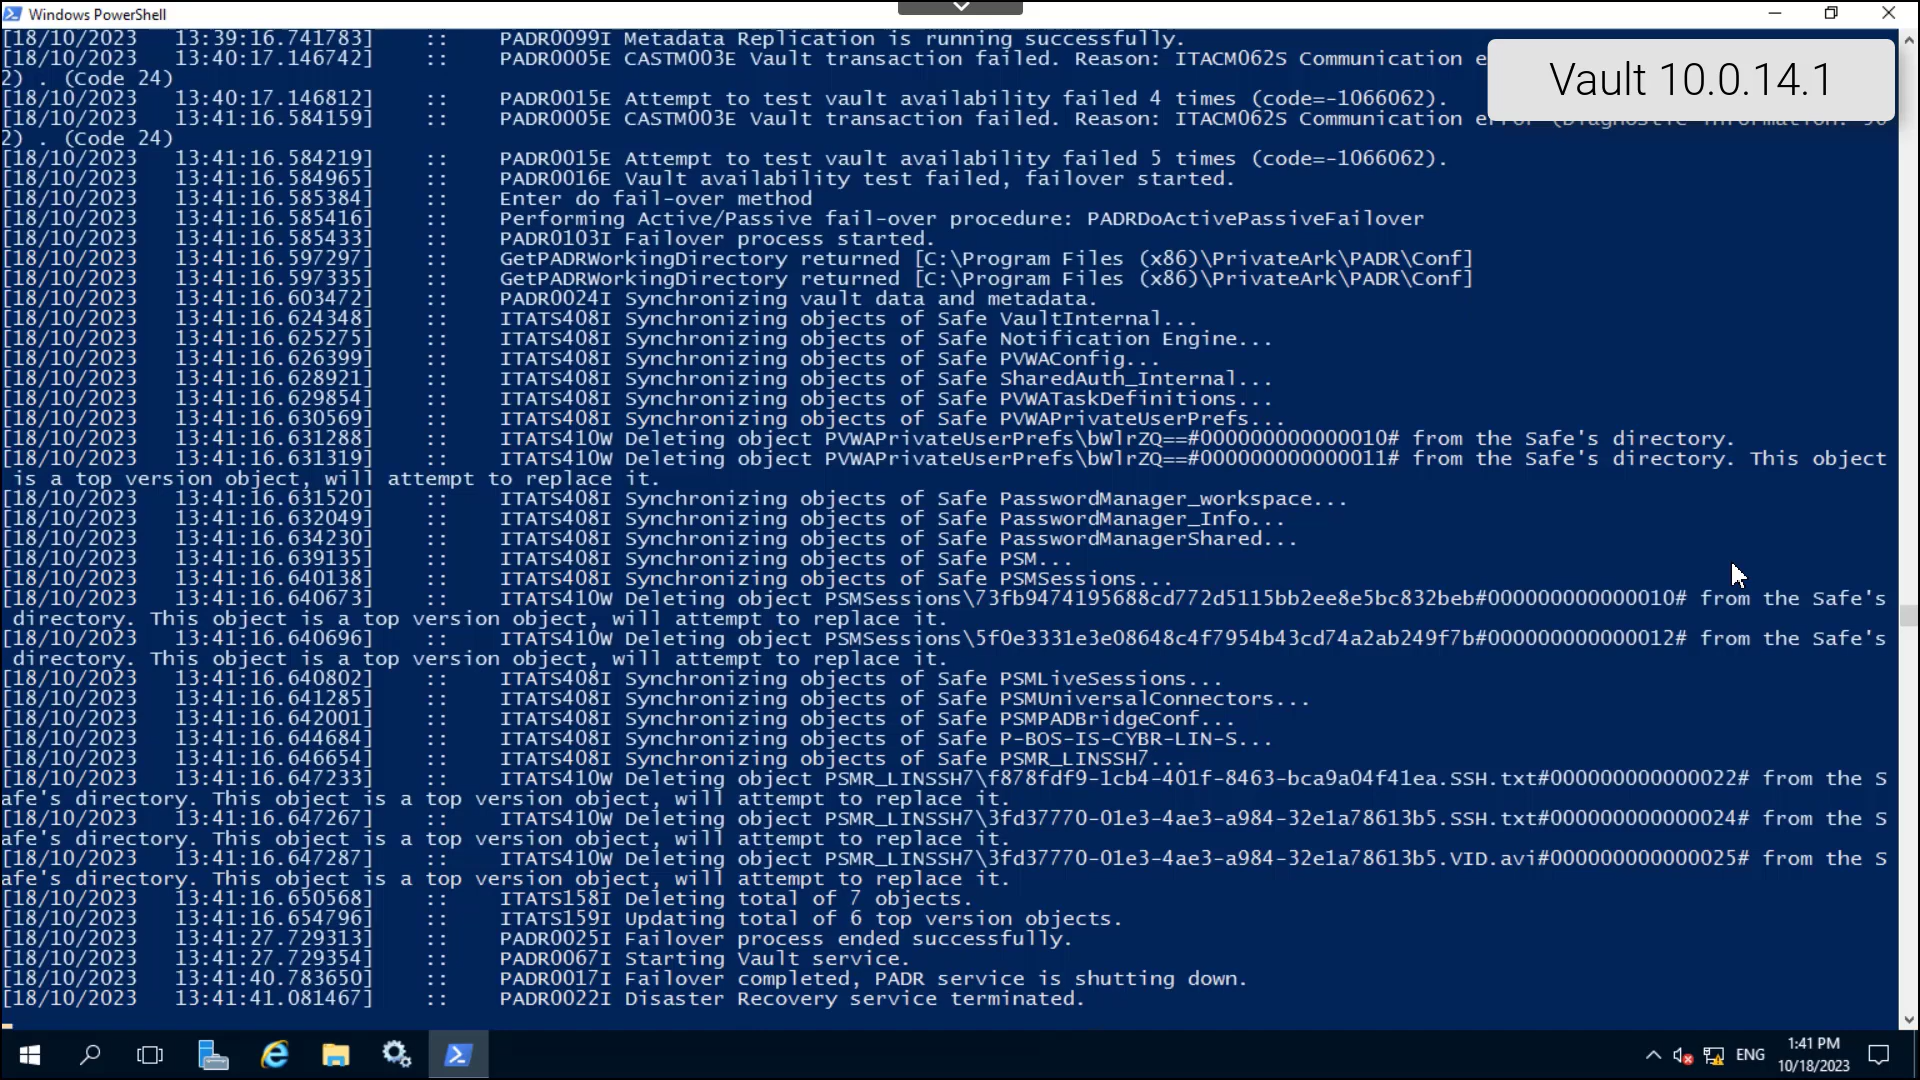 Windows PowerShell
[18/10/2023   13:39:16.741783]    ::    PADR0099I Metadata Replication is running successfully.
[18/10/2023   13:40:17.146742]    ::    PADR0005E CASTM003E Vault transaction failed. Reason: ITACM062S Communication e
2) . (Code 24)
Vault 10.0.14.1
[18/10/2023   13:40:17.146812]    ::    PADR0015E Attempt to test vault availability failed 4 times (code=-1066062).
[18/10/2023   13:41:16.584159]    ::    PADR0005E CASTM003E Vault transaction failed. Reason: ITACM062S Communication error (Diagnostic information:
2) . (Code 24)
[18/10/2023   13:41:16.584219]    ::    PADR0015E Attempt to test vault availability failed 5 times (code=-1066062).
[18/10/2023   13:41:16.584965]    ::    PADR0016E Vault availability test failed, failover started.
[18/10/2023   13:41:16.585384]    ::    Enter do fail-over method
[18/10/2023   13:41:16.585416]    ::    Performing Active/Passive fail-over procedure: PADRDoActivePassiveFailover
[18/10/2023   13:41:16.585433]    ::    PADR0103I Failover process started.
[18/10/2023   13:41:16.597297]    ::    GetPADRWorkingDirectory returned [C:\Program Files (x86)\PrivateArk\PADR\Conf]
[18/10/2023   13:41:16.597335]    ::    GetPADRWorkingDirectory returned [C:\Program Files (x86)\PrivateArk\PADR\Conf]
[18/10/2023   13:41:16.603472]    ::    PADR0024I Synchronizing vault data and metadata.
[18/10/2023   13:41:16.624348]    ::    ITATS408I Synchronizing objects of Safe VaultInternal...
[18/10/2023   13:41:16.625275]    ::    ITATS408I Synchronizing objects of Safe Notification Engine...
[18/10/2023   13:41:16.626399]    ::    ITATS408I Synchronizing objects of Safe PVWAConfig...
[18/10/2023   13:41:16.628921]    ::    ITATS408I Synchronizing objects of Safe SharedAuth_Internal...
[18/10/2023   13:41:16.629854]    ::    ITATS408I Synchronizing objects of Safe PVWATaskDefinitions...
[18/10/2023   13:41:16.630569]    ::    ITATS408I Synchronizing objects of Safe PVWAPrivateUserPrefs...
[18/10/2023   13:41:16.631288]    ::    ITATS410W Deleting object PVWAPrivateUserPrefs\bWlrZQ==#000000000000010# from the Safe's directory.
[18/10/2023   13:41:16.631319]    ::    ITATS410W Deleting object PVWAPrivateUserPrefs\bWlrZQ==#000000000000011# from the Safe's directory. This object
is a top version object, will attempt to replace it.
[18/10/2023   13:41:16.631520]    ::    ITATS408I Synchronizing objects of Safe PasswordManager_workspace...
[18/10/2023   13:41:16.632049]    ::    ITATS408I Synchronizing objects of Safe PasswordManager_Info...
[18/10/2023   13:41:16.634230]    ::    ITATS408I Synchronizing objects of Safe PasswordManagerShared...
[18/10/2023   13:41:16.639135]    ::    ITATS408I Synchronizing objects of Safe PSM...
[18/10/2023   13:41:16.640138]    ::    ITATS408I Synchronizing objects of Safe PSMSessions...
[18/10/2023   13:41:16.640673]    ::    ITATS410W Deleting object PSMSessions\73fb9474195688cd772d5115bb2ee8e5bc832beb#000000000000010# from the Safe's
directory. This object is a top version object, will attempt to replace it.
[18/10/2023   13:41:16.640696]    ::    ITATS410W Deleting object PSMSessions\5f0e3331e3e08648c4f7954b43cd74a2ab249f7b#000000000000012# from the Safe's
directory. This object is a top version object, will attempt to replace it.
[18/10/2023   13:41:16.640802]    ::    ITATS408I Synchronizing objects of Safe PSMLiveSessions...
[18/10/2023   13:41:16.641285]    ::    ITATS408I Synchronizing objects of Safe PSMUniversalConnectors...
[18/10/2023   13:41:16.642001]    ::    ITATS408I Synchronizing objects of Safe PSMPADBridgeConf...
[18/10/2023   13:41:16.644684]    ::    ITATS408I Synchronizing objects of Safe P-BOS-IS-CYBR-LIN-S...
[18/10/2023   13:41:16.646654]    ::    ITATS408I Synchronizing objects of Safe PSMR_LINSSH7...
[18/10/2023   13:41:16.647233]    ::    ITATS410W Deleting object PSMR_LINSSH7\f878fdf9-1cb4-401f-8463-bca9a04f41ea.SSH.txt#000000000000022# from the S
afe's directory. This object is a top version object, will attempt to replace it.
[18/10/2023   13:41:16.647267]    ::    ITATS410W Deleting object PSMR_LINSSH7\3fd37770-01e3-4ae3-a984-32e1a78613b5.SSH.txt#000000000000024# from the S
afe's directory. This object is a top version object, will attempt to replace it.
[18/10/2023   13:41:16.647287]    ::    ITATS410W Deleting object PSMR_LINSSH7\3fd37770-01e3-4ae3-a984-32e1a78613b5.VID.avi#000000000000025# from the S
afe's directory. This object is a top version object, will attempt to replace it.
[18/10/2023   13:41:16.650568]    ::    ITATS158I Deleting total of 7 objects.
[18/10/2023   13:41:16.654796]    ::    ITATS159I Updating total of 6 top version objects.
[18/10/2023   13:41:27.729313]    ::    PADR0025I Failover process ended successfully.
[18/10/2023   13:41:27.729354]    ::    PADR0067I Starting Vault service.
[18/10/2023   13:41:40.783650]    ::    PADR0017I Failover completed, PADR service is shutting down.
[18/10/2023   13:41:41.081467]    ::    PADR0022I Disaster Recovery service terminated.
ENG
1:41 PM
10/18/2023